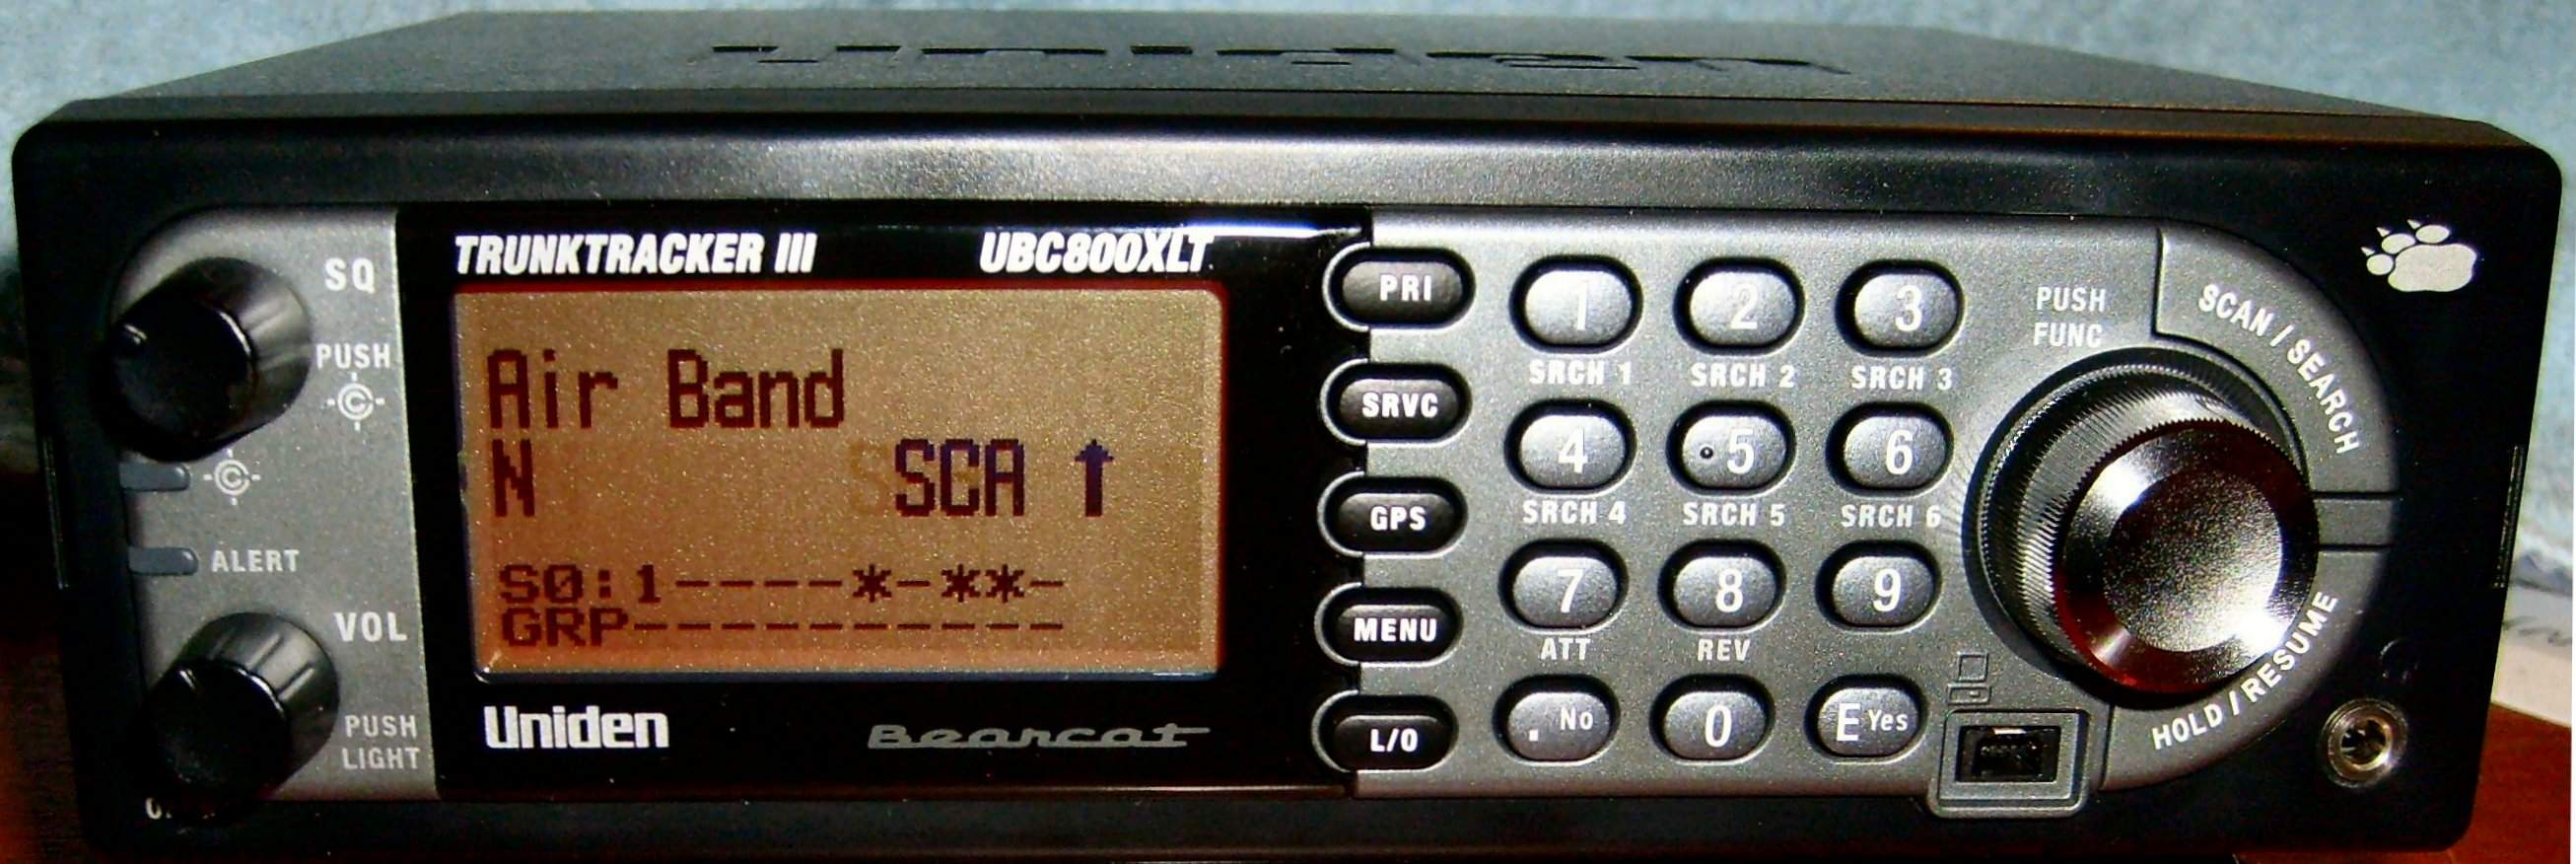 uniden
SQ
PUSH
ALERT
VOL
PUSH
LIGHT
TRUNKTRACKER III UBC800XLT
Air Band
N SCA ↑
S0:1----*-**-
GRP----------
Uniden Bearcat
PRI
SRVC
GPS
MENU
L/O
1 2 3
SRCH 1 SRCH 2 SRCH 3
4 5 6
SRCH 4 SRCH 5 SRCH 6
7 8 9
ATT REV
. No 0 E Yes
PUSH
FUNC
SCAN / SEARCH
HOLD / RESUME